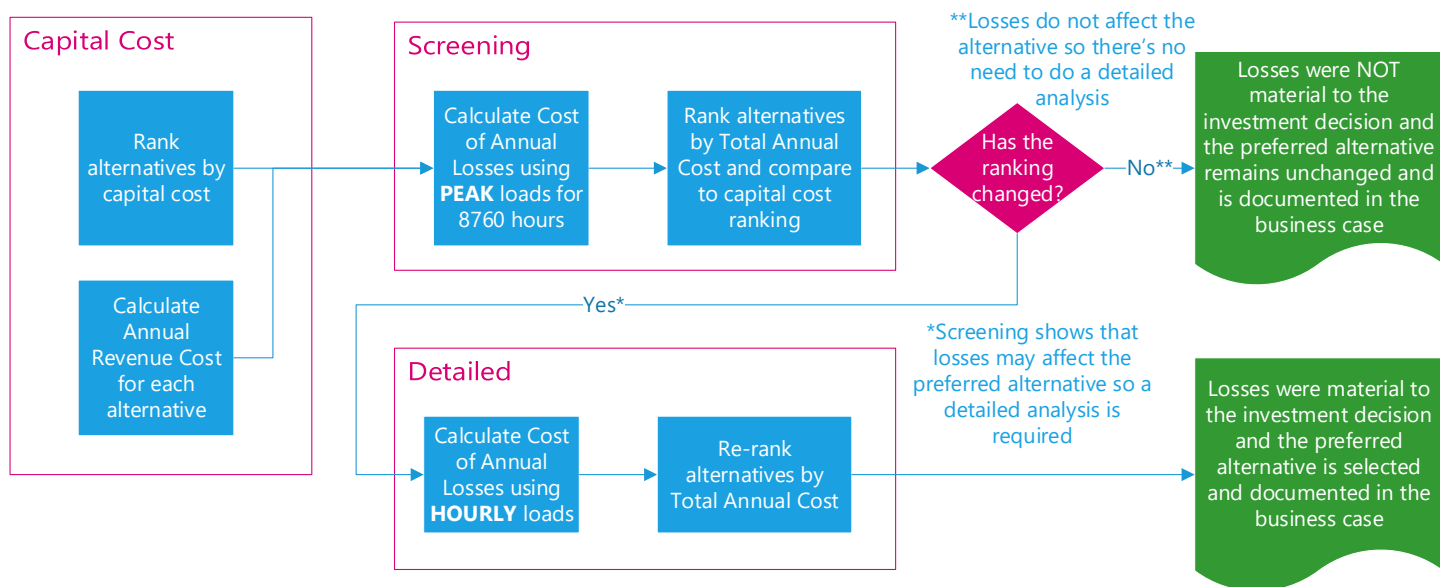 Capital Cost
Rank
alternatives by
capital cost
Calculate
Annual
Revenue Cost
for each
alternative
Screening
Calculate Cost
of Annual
Losses using
PEAK loads for
8760 hours
Rank alternatives
by Total Annual
Cost and compare
to capital cost
ranking
**Losses do not affect the
alternative so there’s no
need to do a detailed
analysis
Has the
ranking
changed?
No**
Losses were NOT
material to the
investment decision and
the preferred alternative
remains unchanged and
is documented in the
business case
Yes*
*Screening shows that
losses may affect the
preferred alternative so a
detailed analysis is
required
Detailed
Calculate Cost
of Annual
Losses using
HOURLY loads
Re-rank
alternatives by
Total Annual Cost
Losses were material to
the investment decision
and the preferred
alternative is selected
and documented in the
business case